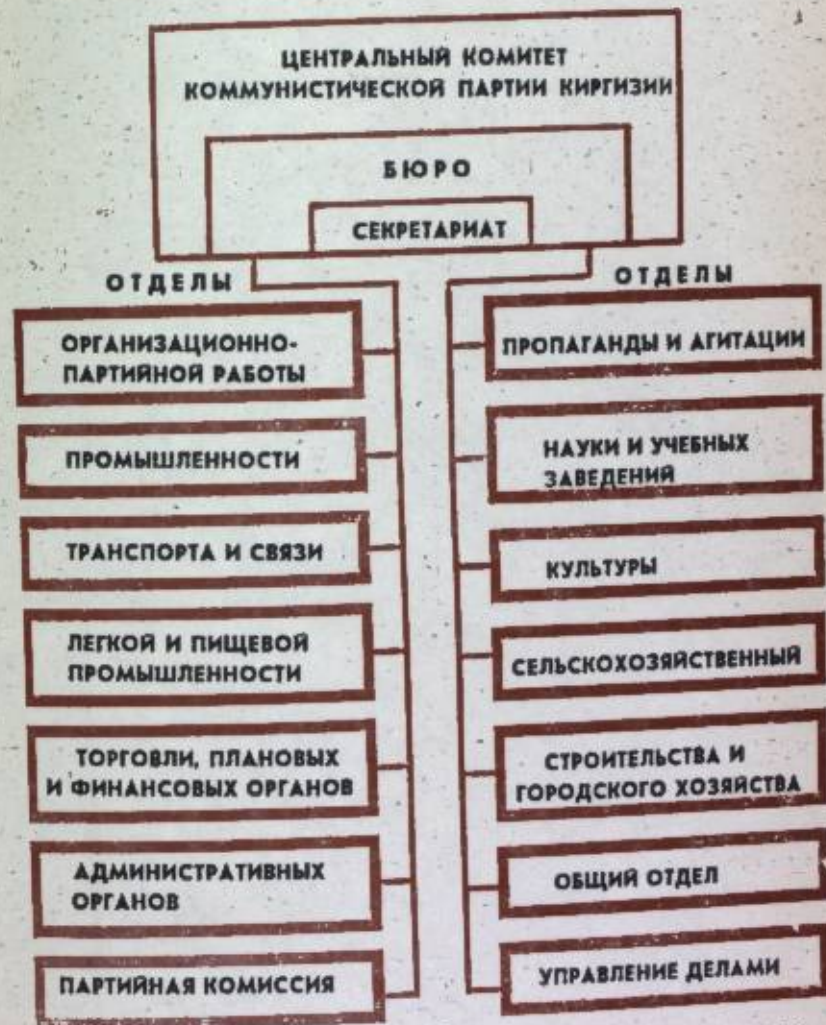 ЦЕНТРАЛЬНЫЙ КОМИТЕТ
КОММУНИСТИЧЕСКОЙ ПАРТИИ КИРГИЗИИ
БЮРО
СЕКРЕТАРИАТ
ОТДЕЛЫ
ОРГАНИЗАЦИОННО-
ПАРТИЙНОЙ РАБОТЫ
ПРОМЫШЛЕННОСТИ
ТРАНСПОРТА И СВЯЗИ
ЛЕГКОЙ И ПИЩЕВОЙ
ПРОМЫШЛЕННОСТИ
ТОРГОВЛИ, ПЛАНОВЫХ
И ФИНАНСОВЫХ ОРГАНОВ
АДМИНИСТРАТИВНЫХ
ОРГАНОВ
ПАРТИЙНАЯ КОМИССИЯ
ОТДЕЛЫ
ПРОПАГАНДЫ И АГИТАЦИИ
НАУКИ И УЧЕБНЫХ
ЗАВЕДЕНИЙ
КУЛЬТУРЫ
СЕЛЬСКОХОЗЯЙСТВЕННЫЙ
СТРОИТЕЛЬСТВА И
ГОРОДСКОГО ХОЗЯЙСТВА
ОБЩИЙ ОТДЕЛ
УПРАВЛЕНИЕ ДЕЛАМИ